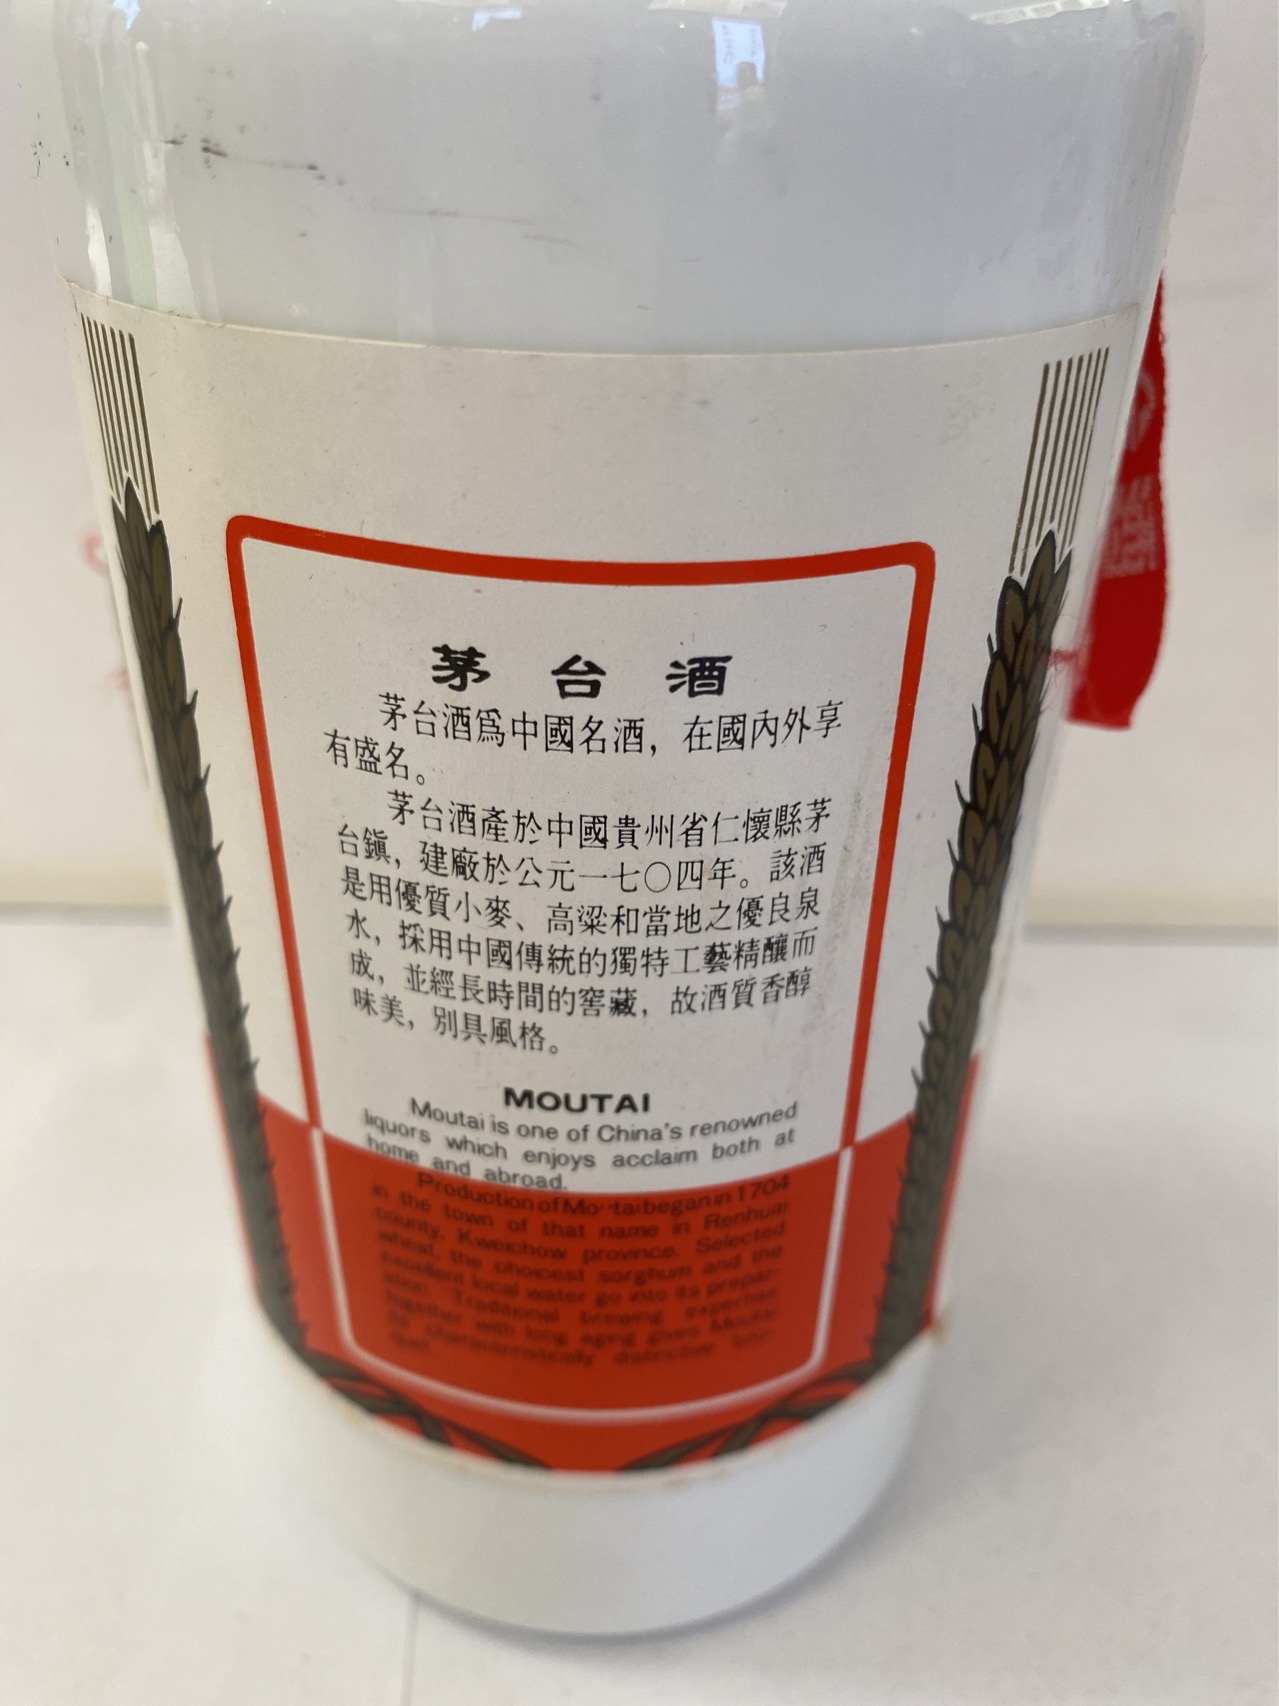 茅台酒
茅台酒爲中國名酒，在國內外享
有盛名。
茅台酒產於中國貴州省仁懷縣茅
台鎭，建廠於公元一七〇四年。該酒
是用優質小麥、高粱和當地之優良泉
水，採用中國傳統的獨特工藝精釀而
成，並經長時間的窖藏，故酒質香醇
味美，別具風格。
MOUTAI
Moutai is one of China's renowned
liquors which enjoys acclaim both at
home and abroad.
Production of Moutai began in 1704
in the town of that name in Renhuai
county, Kweichow province. Selected
wheat, the choicest sorghum and the
excellent local water go into its prepar-
ation. Traditional brewing expertise
together with long aging gives Moutai
its characteristically distinctive